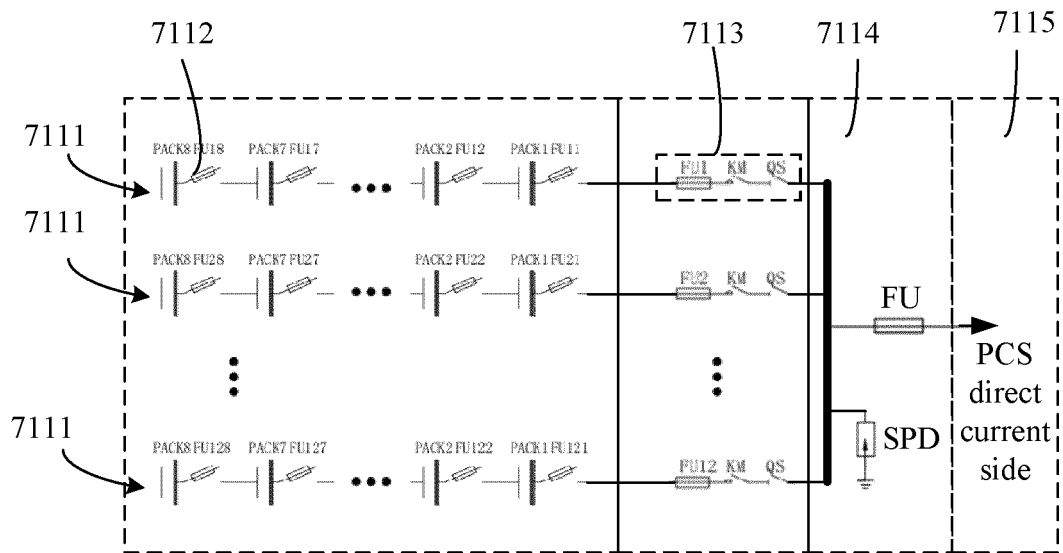 7112
7113
7114
7115
7111
PACK8 FU18 PACK7 FU17 PACK2 FU12 PACK1 FU11
FU1 KM QS
7111
PACK8 FU28 PACK7 FU27 PACK2 FU22 PACK1 FU21
FU2 KM QS
FU
PCS
direct
current
side
7111
PACK8 FU128 PACK7 FU127 PACK2 FU122 PACK1 FU121
FU12 KM QS
SPD